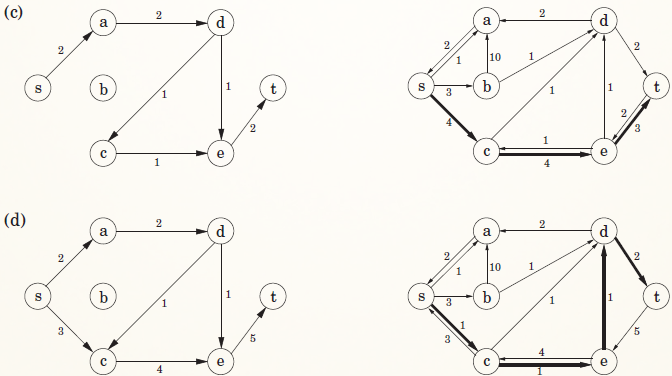 (c)
a 2 d 2 1 1 s b t 1 c 1 e 2
a 2 d 2 1 10 1 2 s 3 b t 4 1 1 2 3 c 1 4 e
(d)
a 2 d 2 1 1 s b t 3 c 4 e 5
a 2 d 2 1 10 1 2 s 3 b t 1 3 1 1 5 c 4 1 e